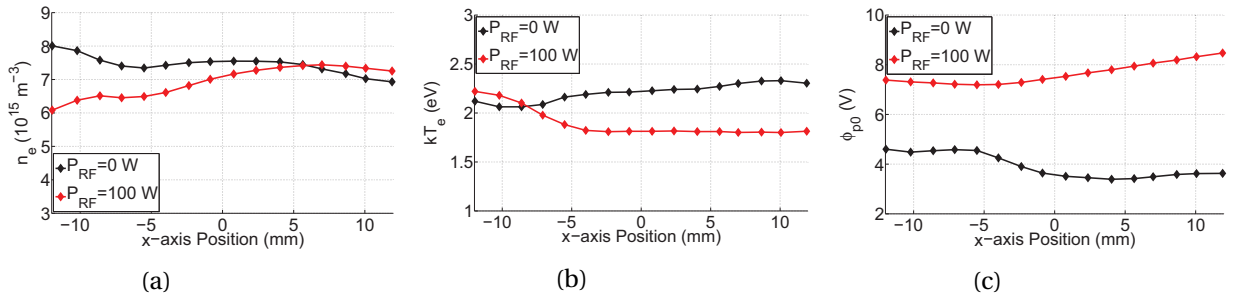 9
8
7
6
5
4
3
n_e (10^15 m^−3)
P_RF=0 W
P_RF=100 W
−10 −5 0 5 10
x-axis Position (mm)
(a)
3
2.5
2
1.5
1
kT_e (eV)
P_RF=0 W
P_RF=100 W
−10 −5 0 5 10
x-axis Position (mm)
(b)
10
8
6
4
2
ϕ_p0 (V)
P_RF=0 W
P_RF=100 W
−10 −5 0 5 10
x-axis Position (mm)
(c)